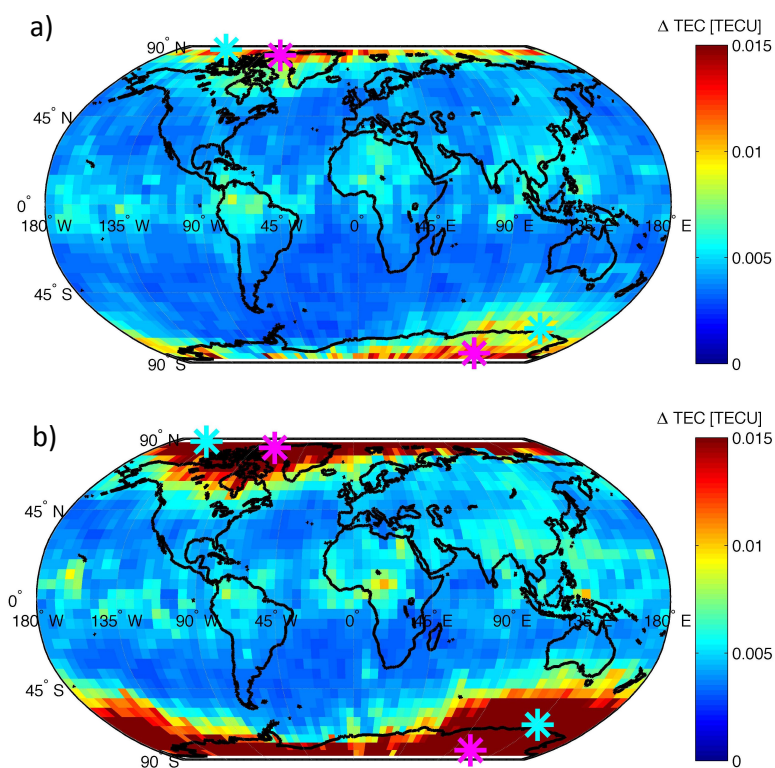 a)
Δ TEC [TECU]
90° N
0.015
45° N
0.01
0°
180° W
135° W
90° W
45° W
0°
45° E
90° E
135° E
180° E
0.005
45° S
90° S
0
b)
Δ TEC [TECU]
90° N
0.015
45° N
0.01
0°
180° W
135° W
90° W
45° W
0°
45° E
90° E
135° E
180° E
0.005
45° S
90° S
0